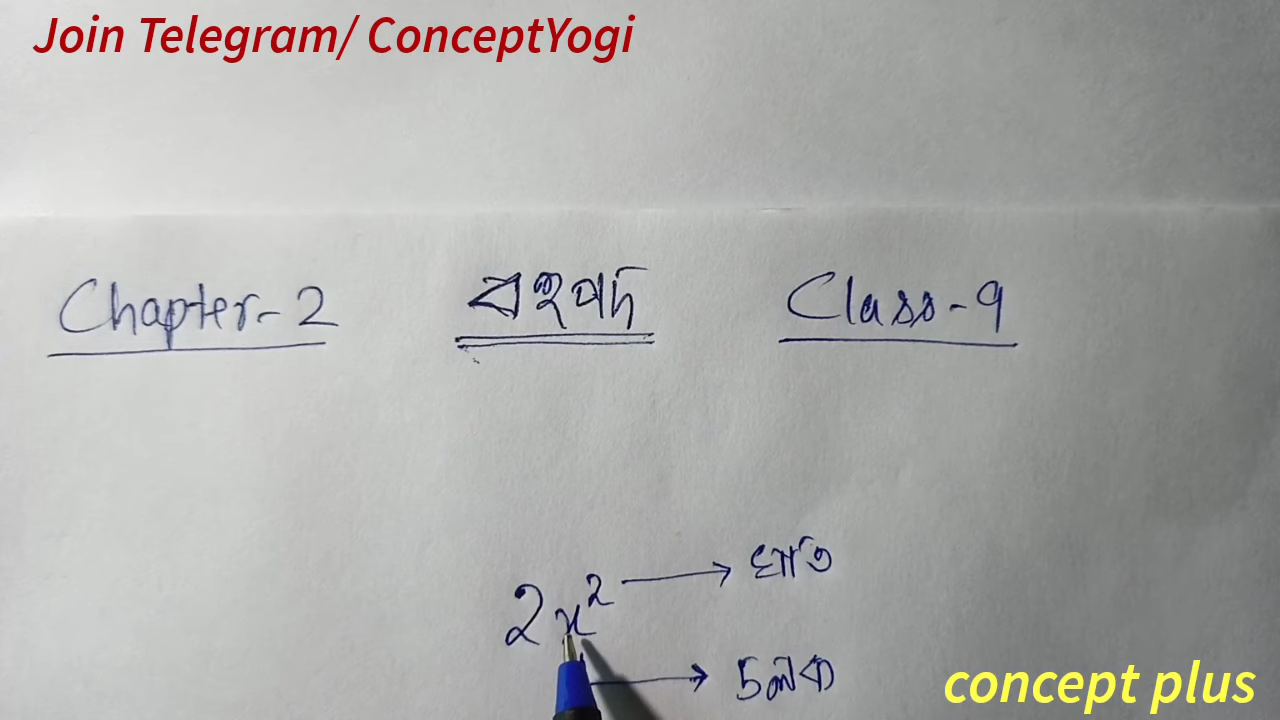 Join Telegram/ ConceptYogi
Chapter-2 বহুপদ Class-9
2x² → ঘাত
→ চলক
concept plus